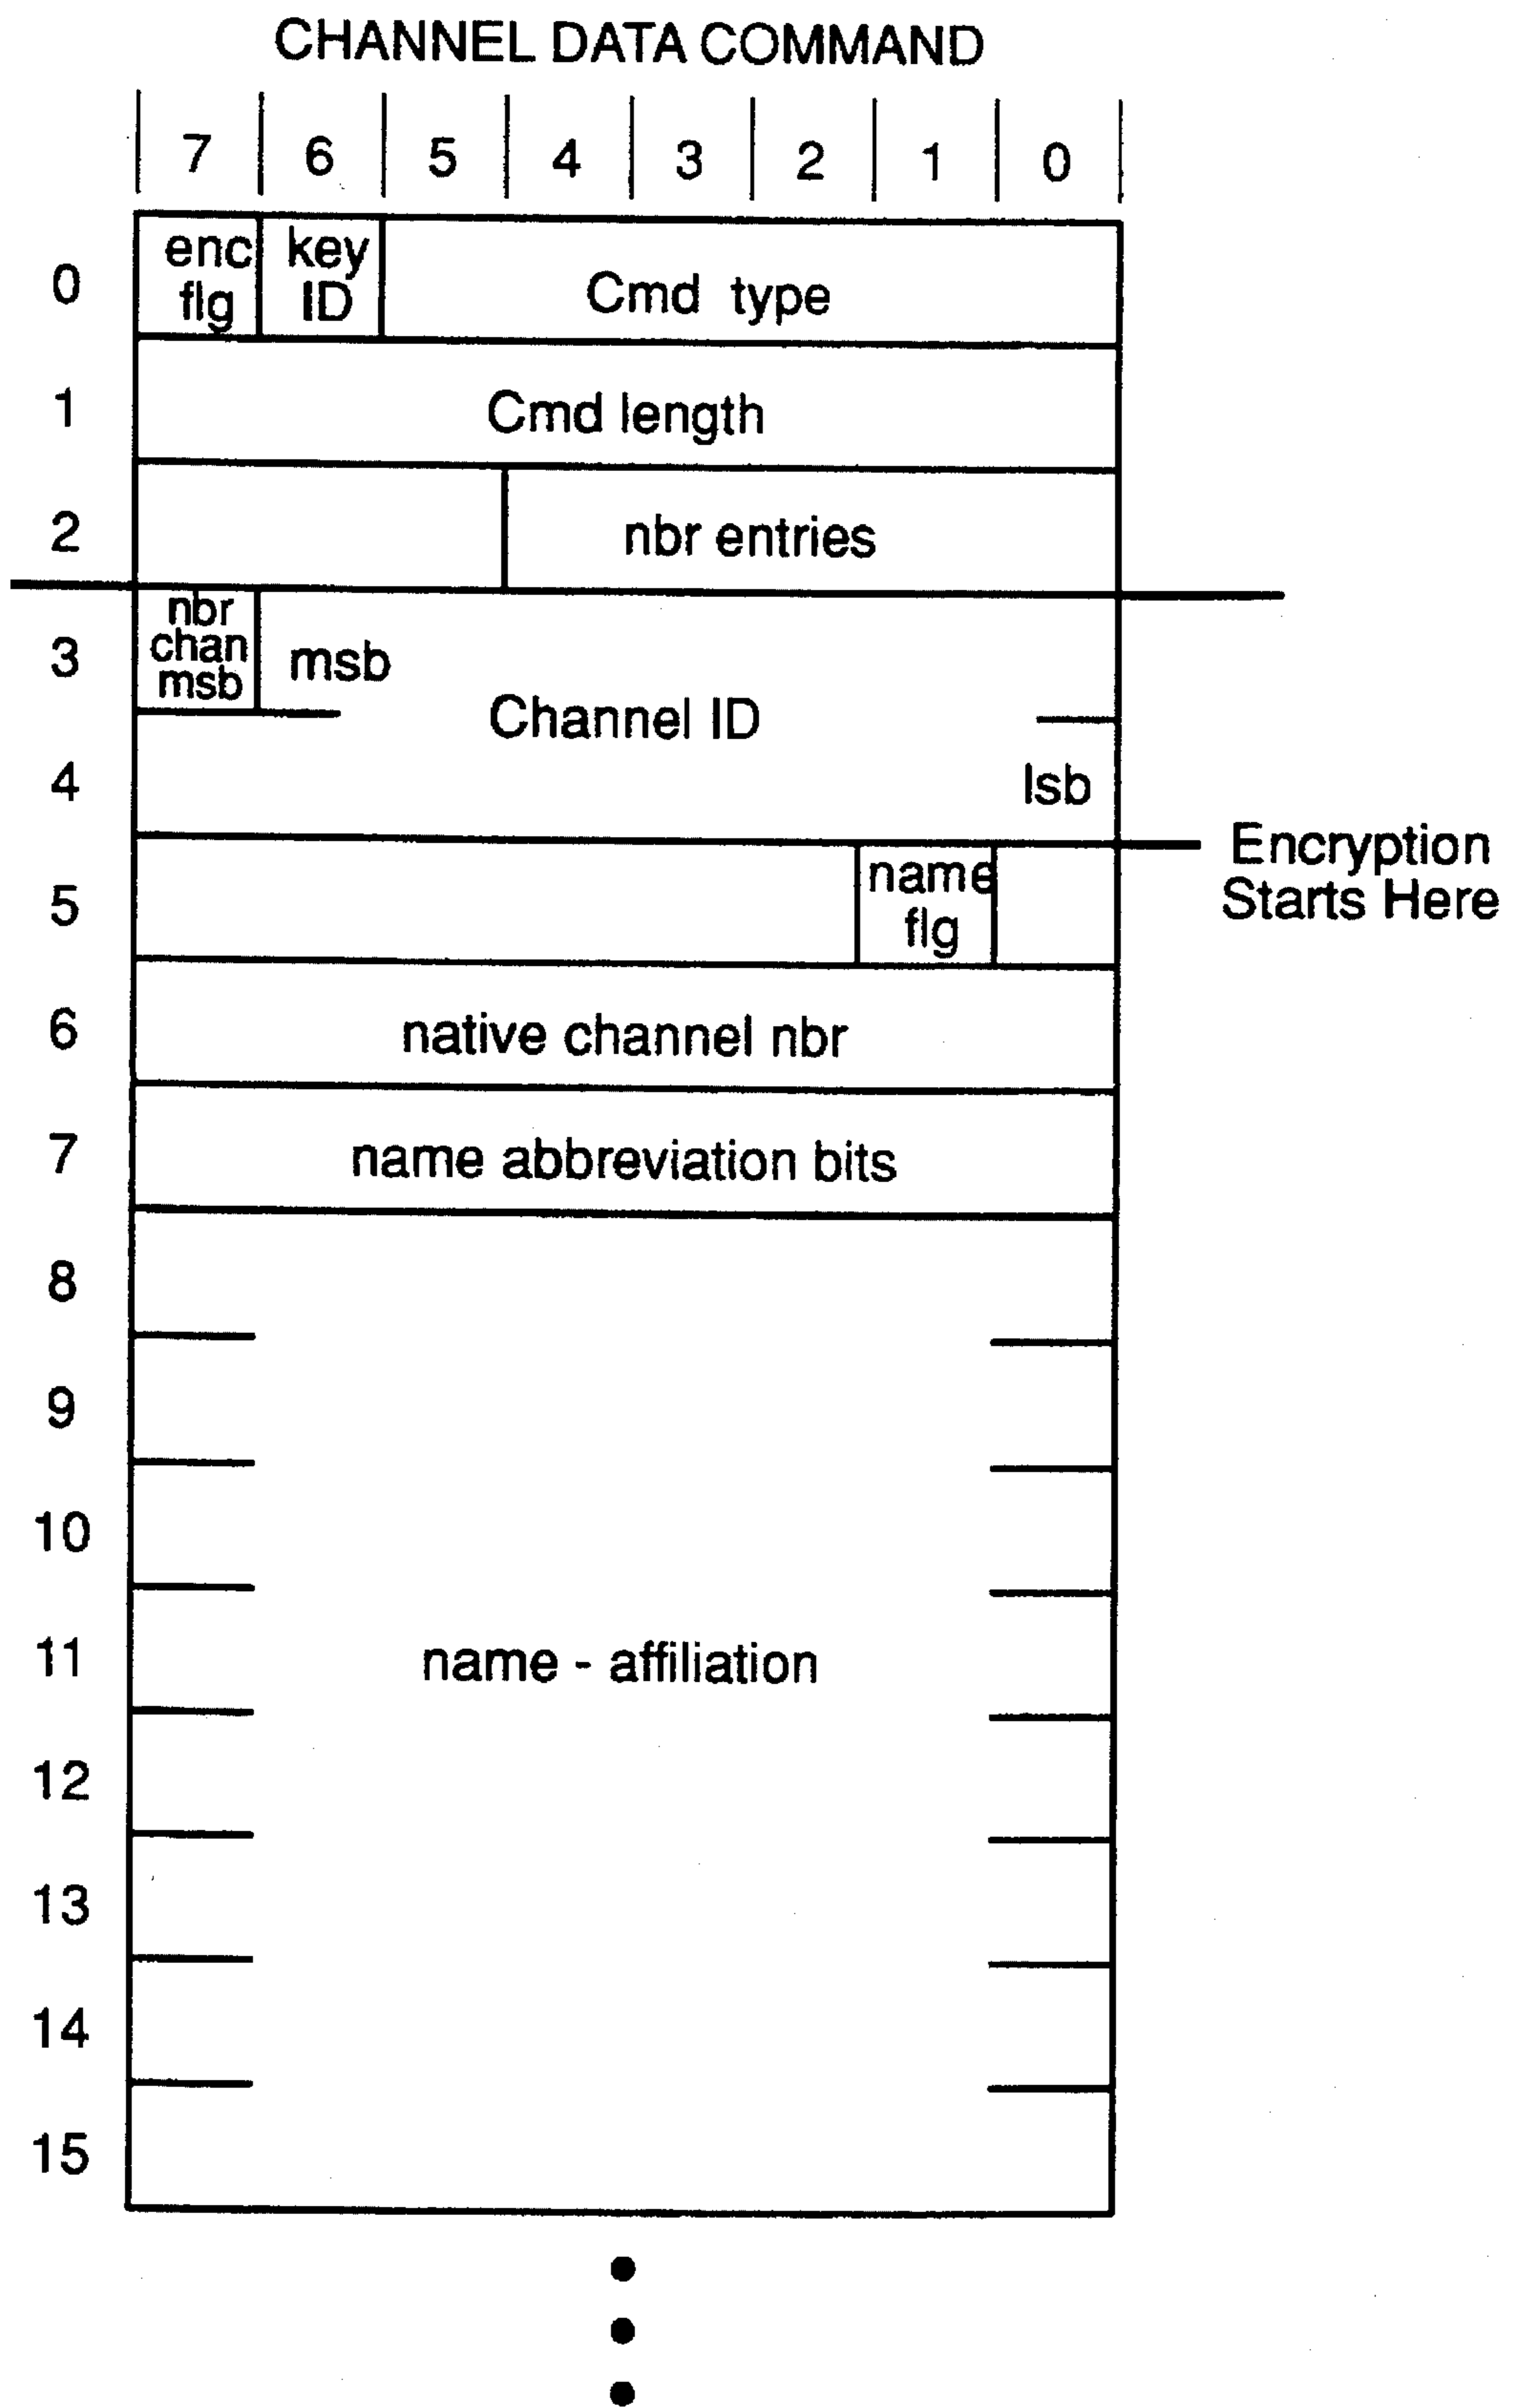 CHANNEL DATA COMMAND
7 6 5 4 3 2 1 0
0 enc flg key ID Cmd type
1 Cmd length
2 nbr entries
3 nbr chan msb msb
Channel ID
4 lsb
Encryption
Starts Here
5 name flg
6 native channel nbr
7 name abbreviation bits
8
9
10
11 name - affiliation
12
13
14
15